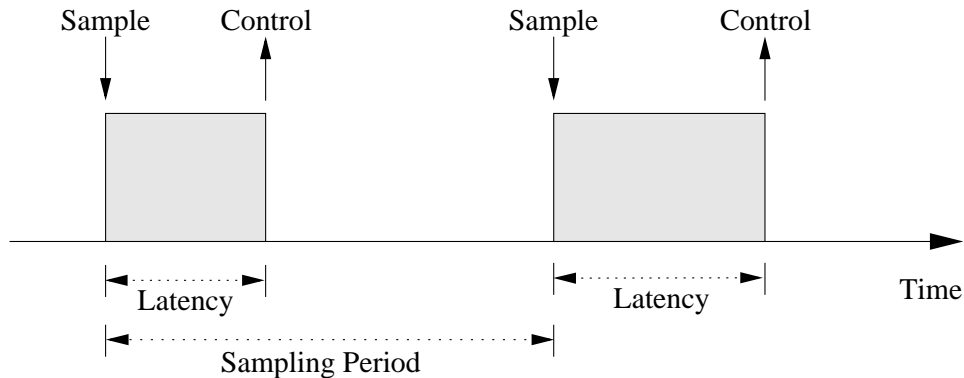 Sample Control Sample Control
Latency Latency Time
Sampling Period